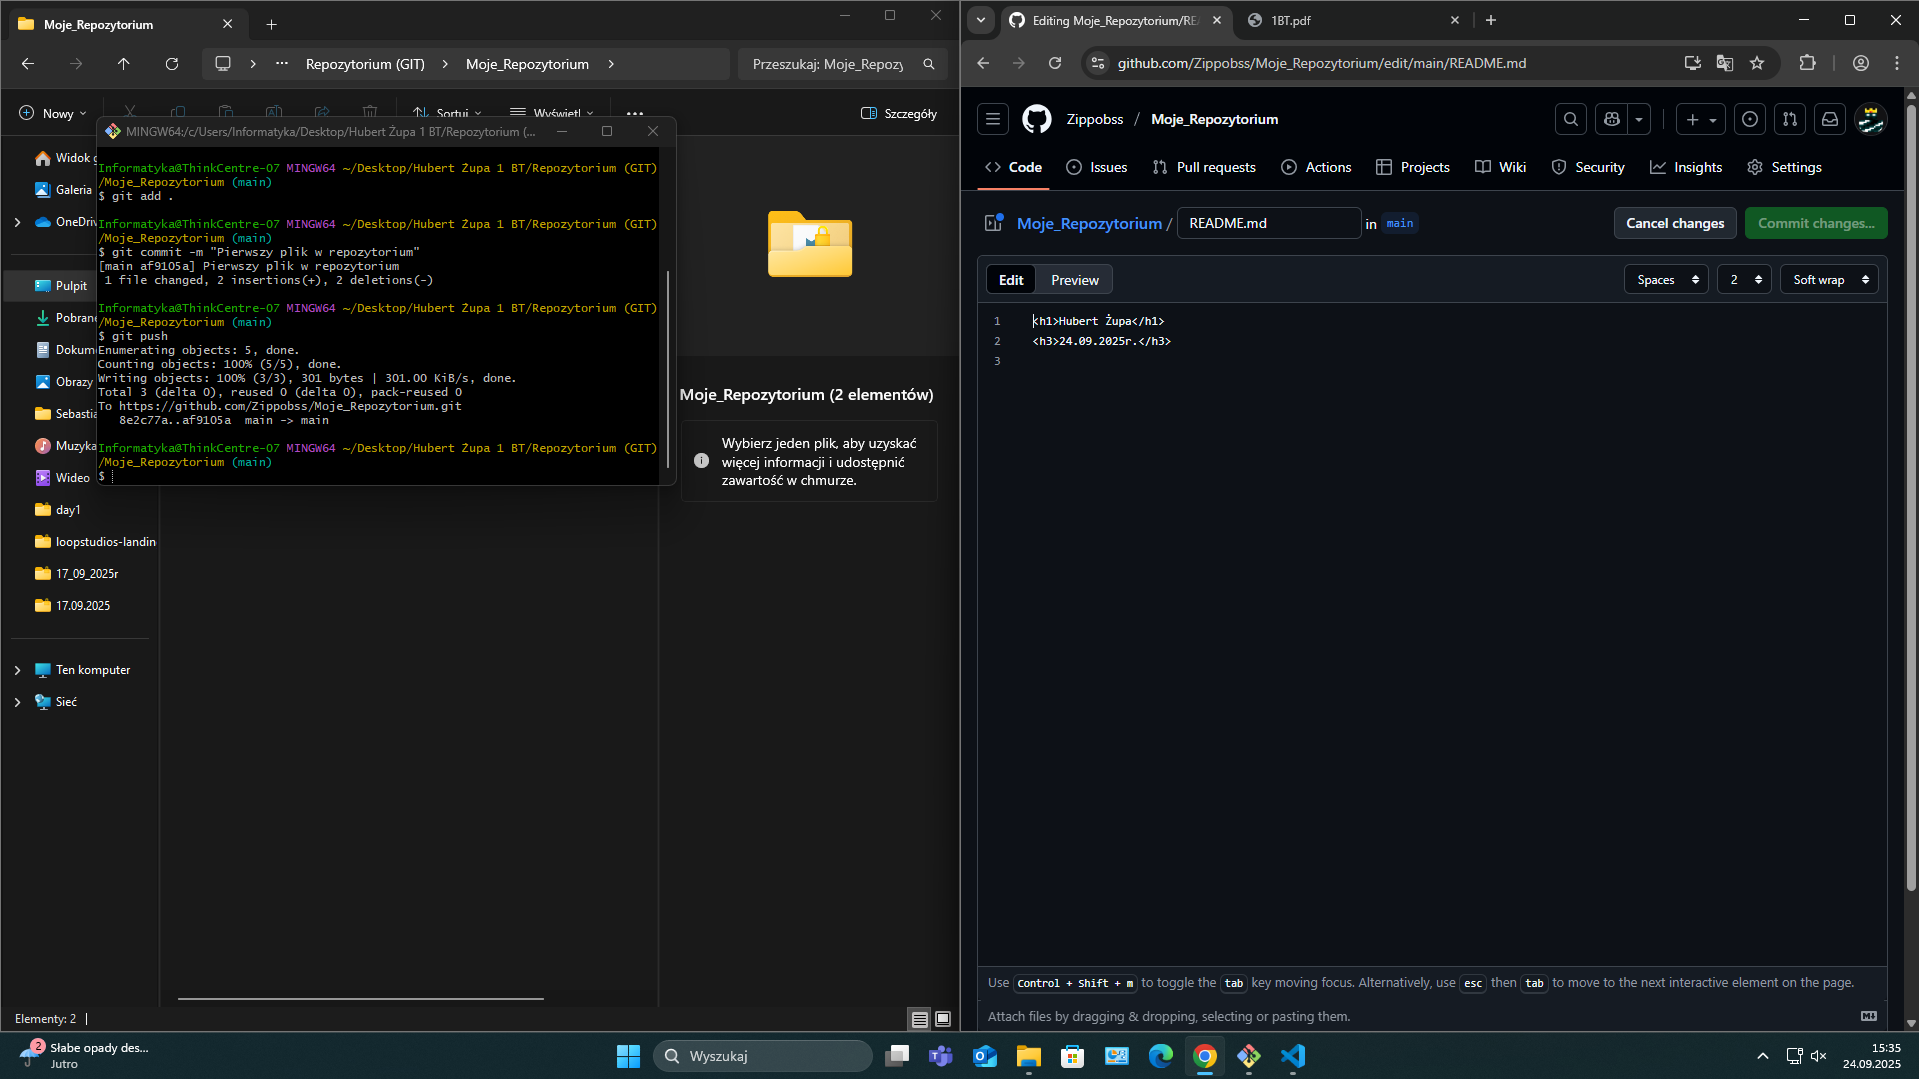 Moje_Repozytorium
Repozytorium (GIT)
Moje_Repozytorium
Przeszukaj: Moje_Repozy
Nowy
Sortuj
Wyświetl
Szczegóły
Widok g
Galeria
OneDriv
Pulpit
Pobrane
Dokum
Obrazy
Sebastia
Muzyka
Wideo
day1
loopstudios-landin
17_09_2025r
17.09.2025
Ten komputer
Sieć
MINGW64:/c/Users/Informatyka/Desktop/Hubert Żupa 1 BT/Repozytorium (...
Informatyka@ThinkCentre-07 MINGW64 ~/Desktop/Hubert Żupa 1 BT/Repozytorium (GIT)
/Moje_Repozytorium (main)
$ git add .
Informatyka@ThinkCentre-07 MINGW64 ~/Desktop/Hubert Żupa 1 BT/Repozytorium (GIT)
/Moje_Repozytorium (main)
$ git commit -m "Pierwszy plik w repozytorium"
[main af9105a] Pierwszy plik w repozytorium
1 file changed, 2 insertions(+), 2 deletions(-)
Informatyka@ThinkCentre-07 MINGW64 ~/Desktop/Hubert Żupa 1 BT/Repozytorium (GIT)
/Moje_Repozytorium (main)
$ git push
Enumerating objects: 5, done.
Counting objects: 100% (5/5), done.
Writing objects: 100% (3/3), 301 bytes | 301.00 KiB/s, done.
Total 3 (delta 0), reused 0 (delta 0), pack-reused 0
To https://github.com/Zippobss/Moje_Repozytorium.git
8e2c77a..af9105a  main -> main
Informatyka@ThinkCentre-07 MINGW64 ~/Desktop/Hubert Żupa 1 BT/Repozytorium (GIT)
/Moje_Repozytorium (main)
$
Moje_Repozytorium (2 elementów)
Wybierz jeden plik, aby uzyskać
więcej informacji i udostępnić
zawartość w chmurze.
Elementy: 2
Editing Moje_Repozytorium/RE
1BT.pdf
github.com/Zippobss/Moje_Repozytorium/edit/main/README.md
Zippobss / Moje_Repozytorium
Code
Issues
Pull requests
Actions
Projects
Wiki
Security
Insights
Settings
Moje_Repozytorium / README.md in main
Cancel changes
Commit changes...
Edit
Preview
Spaces
2
Soft wrap
1 <h1>Hubert Żupa</h1>
2 <h3>24.09.2025r.</h3>
3
Use Control + Shift + m to toggle the tab key moving focus. Alternatively, use esc then tab to move to the next interactive element on the page.
Attach files by dragging & dropping, selecting or pasting them.
2
Słabe opady des...
Jutro
Wyszukaj
15:35
24.09.2025